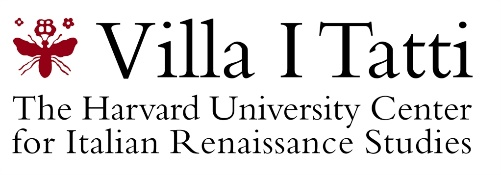 Villa I Tatti
The Harvard University Center
for Italian Renaissance Studies